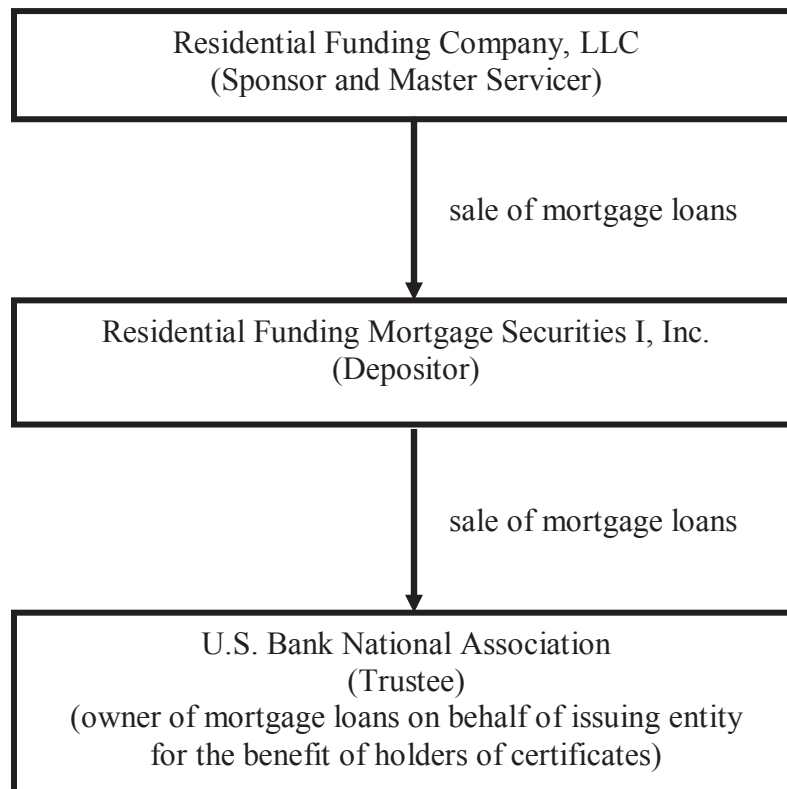 Residential Funding Company, LLC
(Sponsor and Master Servicer)
sale of mortgage loans
Residential Funding Mortgage Securities I, Inc.
(Depositor)
sale of mortgage loans
U.S. Bank National Association
(Trustee)
(owner of mortgage loans on behalf of issuing entity
for the benefit of holders of certificates)